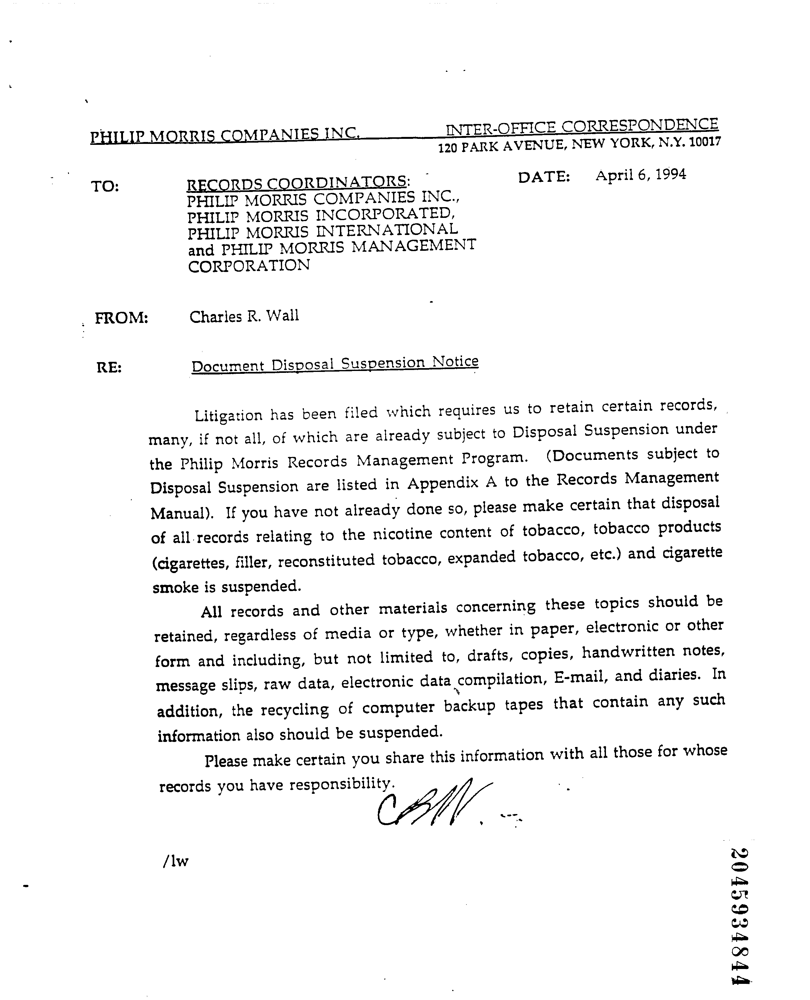 PHILIP MORRIS COMPANIES INC. INTER-OFFICE CORRESPONDENCE
120 PARK AVENUE, NEW YORK, N.Y. 10017
TO: RECORDS COORDINATORS: DATE: April 6, 1994
PHILIP MORRIS COMPANIES INC.,
PHILIP MORRIS INCORPORATED,
PHILIP MORRIS INTERNATIONAL
and PHILIP MORRIS MANAGEMENT
CORPORATION
FROM: Charles R. Wall
RE: Document Disposal Suspension Notice
Litigation has been filed which requires us to retain certain records,
many, if not all, of which are already subject to Disposal Suspension under
the Philip Morris Records Management Program. (Documents subject to
Disposal Suspension are listed in Appendix A to the Records Management
Manual). If you have not already done so, please make certain that disposal
of all records relating to the nicotine content of tobacco, tobacco products
(cigarettes, filler, reconstituted tobacco, expanded tobacco, etc.) and cigarette
smoke is suspended.
All records and other materials concerning these topics should be
retained, regardless of media or type, whether in paper, electronic or other
form and including, but not limited to, drafts, copies, handwritten notes,
message slips, raw data, electronic data compilation, E-mail, and diaries. In
addition, the recycling of computer backup tapes that contain any such
information also should be suspended.
Please make certain you share this information with all those for whose
records you have responsibility.
/lw
2045934844